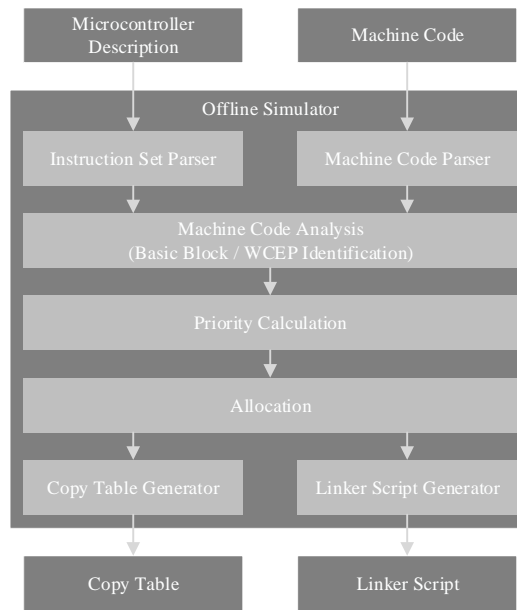 Microcontroller
Description
Machine Code
Offline Simulator
Instruction Set Parser
Machine Code Parser
Machine Code Analysis
(Basic Block / WCEP Identification)
Priority Calculation
Allocation
Copy Table Generator
Linker Script Generator
Copy Table
Linker Script